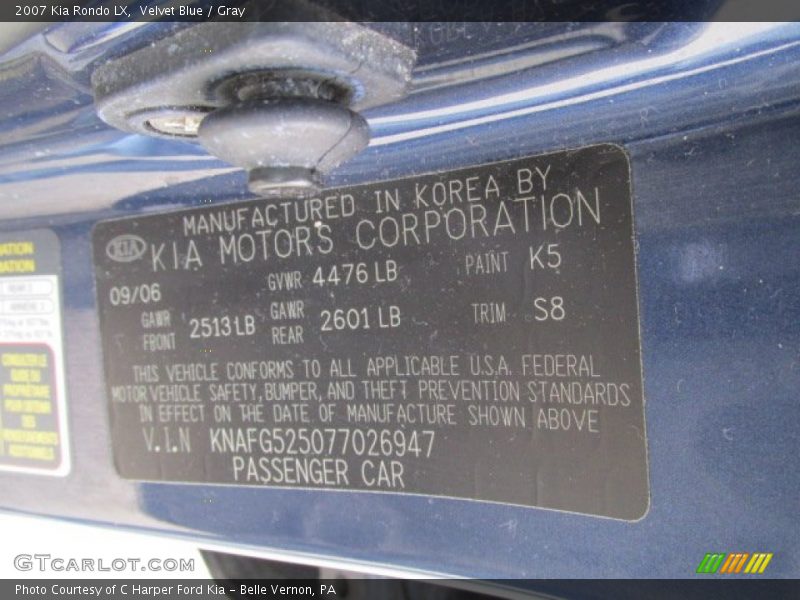 2007 Kia Rondo LX, Velvet Blue / Gray
MANUFACTURED IN KOREA BY
KIA KIA MOTORS CORPORATION
09/06 GVWR 4476 LB PAINT K5
GAWR FRONT 2513 LB GAWR REAR 2601 LB TRIM S8
THIS VEHICLE CONFORMS TO ALL APPLICABLE U.S.A. FEDERAL
MOTOR VEHICLE SAFETY, BUMPER, AND THEFT PREVENTION STANDARDS
IN EFFECT ON THE DATE OF MANUFACTURE SHOWN ABOVE
V.I.N KNAFG525077026947
PASSENGER CAR
GTCARLOT.COM
Photo Courtesy of C Harper Ford Kia - Belle Vernon, PA